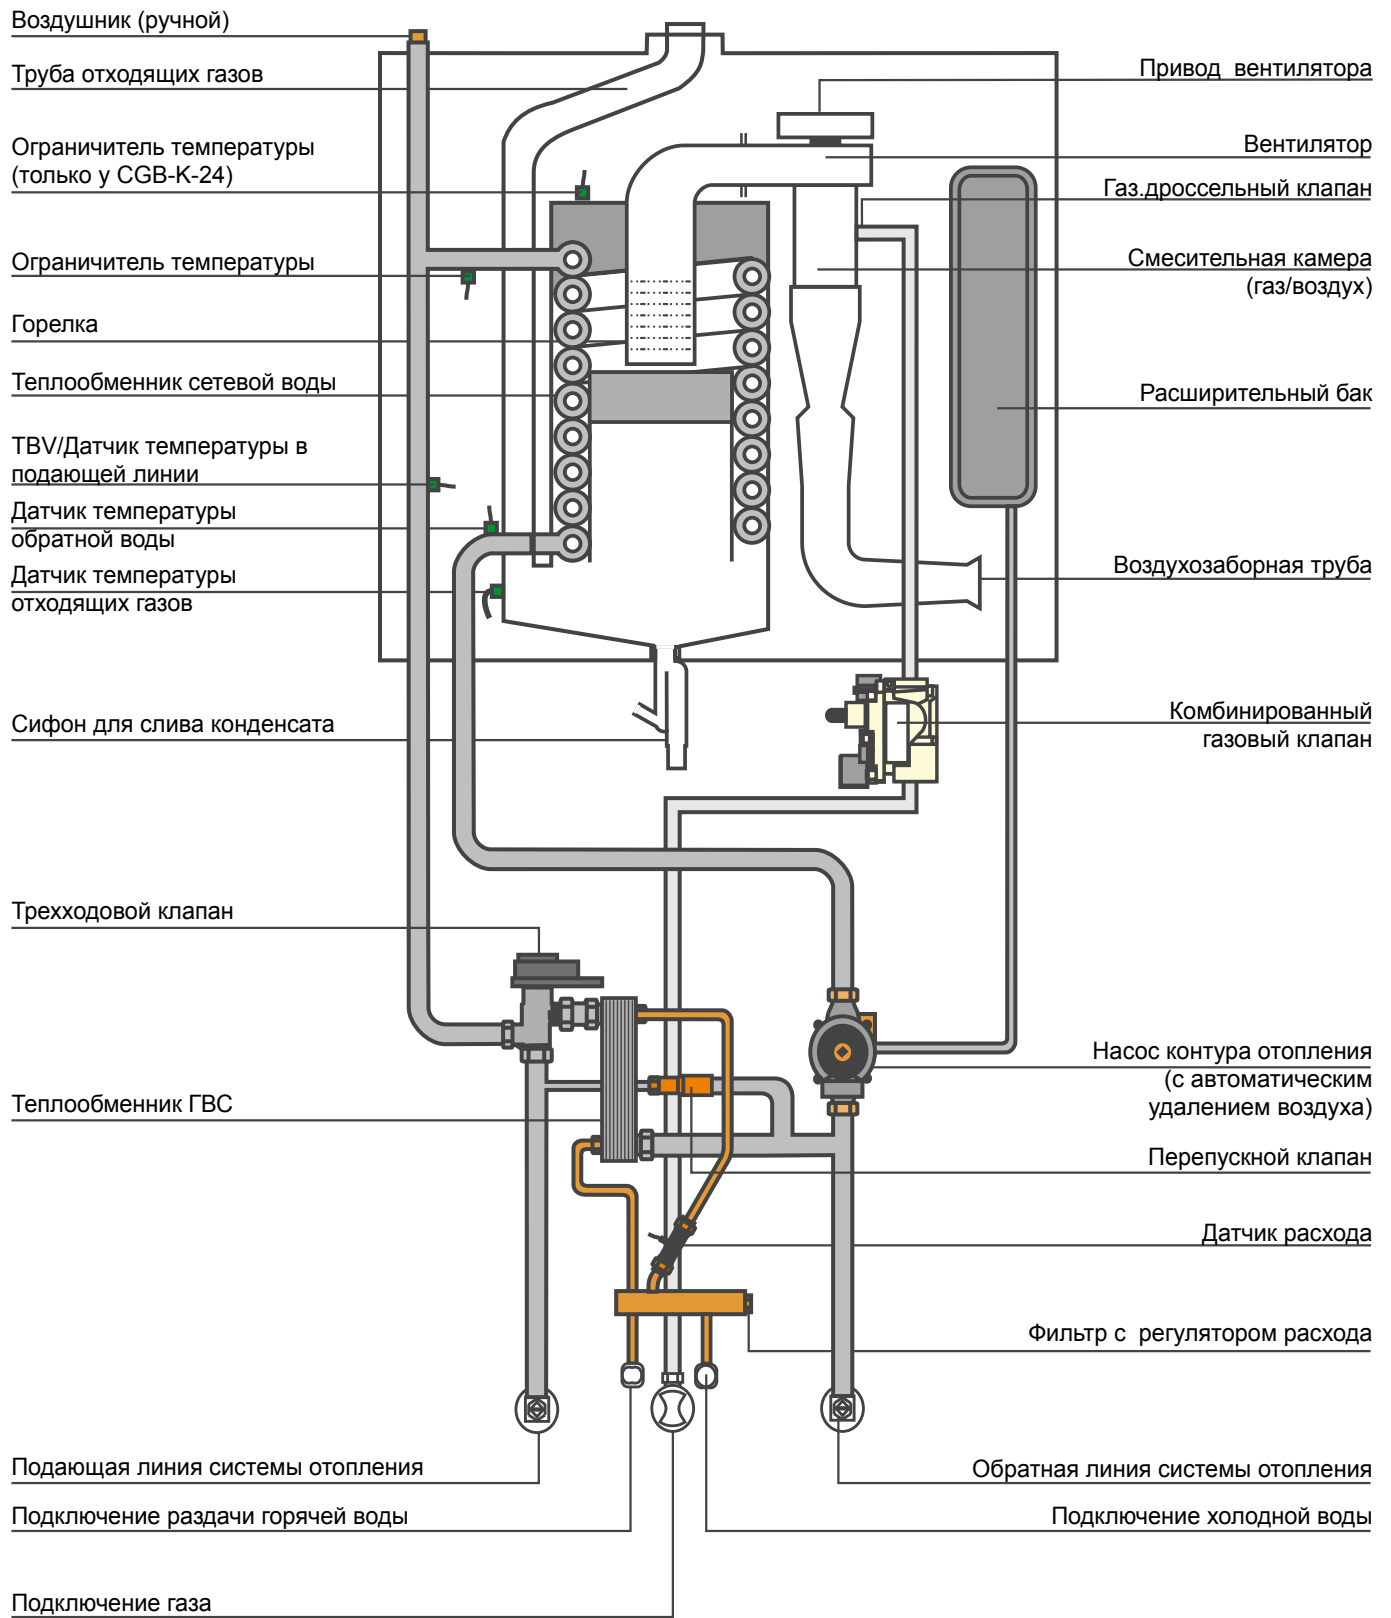 Воздушник (ручной)
Труба отходящих газов
Ограничитель температуры
(только у CGB-K-24)
Ограничитель температуры
Горелка
Теплообменник сетевой воды
TBV/Датчик температуры в
подающей линии
Датчик температуры
обратной воды
Датчик температуры
отходящих газов
Сифон для слива конденсата
Трехходовой клапан
Теплообменник ГВС
Подающая линия системы отопления
Подключение раздачи горячей воды
Подключение газа
Привод вентилятора
Вентилятор
Газ.дроссельный клапан
Смесительная камера
(газ/воздух)
Расширительный бак
Воздухозаборная труба
Комбинированный
газовый клапан
Насос контура отопления
(с автоматическим
удалением воздуха)
Перепускной клапан
Датчик расхода
Фильтр с регулятором расхода
Обратная линия системы отопления
Подключение холодной воды